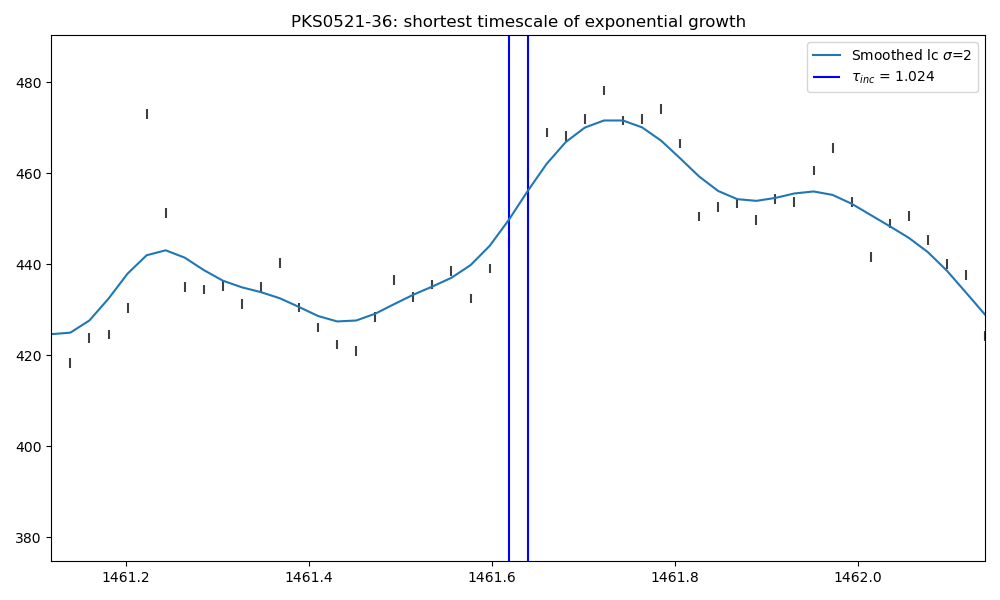 PKS0521-36: shortest timescale of exponential growth
Smoothed lc σ=2
τ_inc = 1.024
480
460
440
420
400
380
1461.2 1461.4 1461.6 1461.8 1462.0